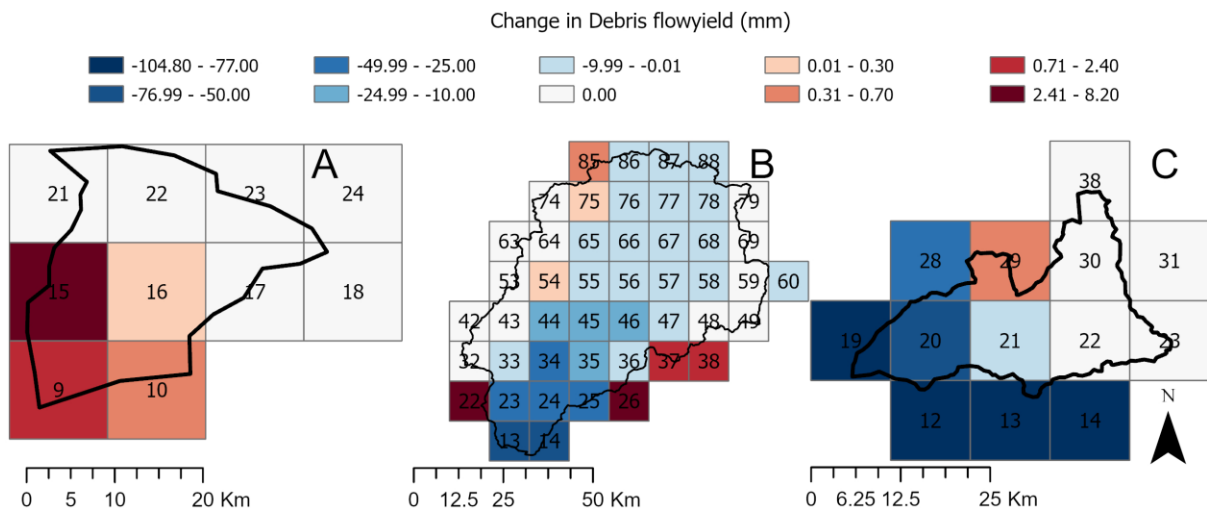 Change in Debris flowyield (mm)
-104.80 - -77.00 -49.99 - -25.00 -9.99 - -0.01 0.01 - 0.30 0.71 - 2.40
-76.99 - -50.00 -24.99 - -10.00 0.00 0.31 - 0.70 2.41 - 8.20
A
21 22 23 24
15 16 17 18
9 10
0 5 10 20 Km
B
85 86 87 88
74 75 76 77 78 79
63 64 65 66 67 68 69
53 54 55 56 57 58 59 60
42 43 44 45 46 47 48 49
32 33 34 35 36 37 38
22 23 24 25 26
13 14
0 12.5 25 50 Km
C
38
28 29 30 31
19 20 21 22 23
12 13 14
N
0 6.25 12.5 25 Km